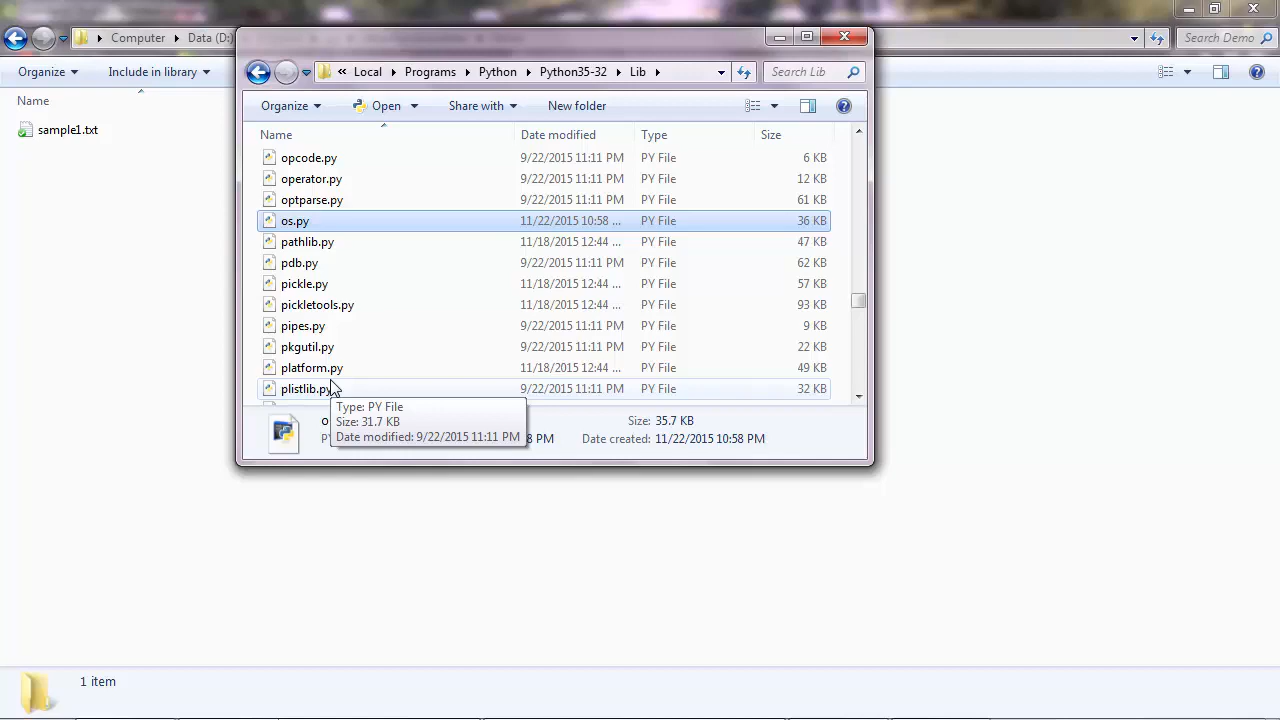 Computer Data (D:) Search Demo
Local Programs Python Python35-32 Lib Search Lib
Organize Include in library
Organize Open Share with New folder
Name
Name Date modified Type Size
sample1.txt
opcode.py 9/22/2015 11:11 PM PY File 6 KB
operator.py 9/22/2015 11:11 PM PY File 12 KB
optparse.py 9/22/2015 11:11 PM PY File 61 KB
os.py 11/22/2015 10:58 ... PY File 36 KB
pathlib.py 11/18/2015 12:44 ... PY File 47 KB
pdb.py 9/22/2015 11:11 PM PY File 62 KB
pickle.py 11/18/2015 12:44 ... PY File 57 KB
pickletools.py 11/18/2015 12:44 ... PY File 93 KB
pipes.py 9/22/2015 11:11 PM PY File 9 KB
pkgutil.py 9/22/2015 11:11 PM PY File 22 KB
platform.py 11/18/2015 12:44 ... PY File 49 KB
plistlib.py 9/22/2015 11:11 PM PY File 32 KB
Type: PY File
Size: 31.7 KB
Date modified: 9/22/2015 11:11 PM
Size: 35.7 KB
8 PM Date created: 11/22/2015 10:58 PM
1 item